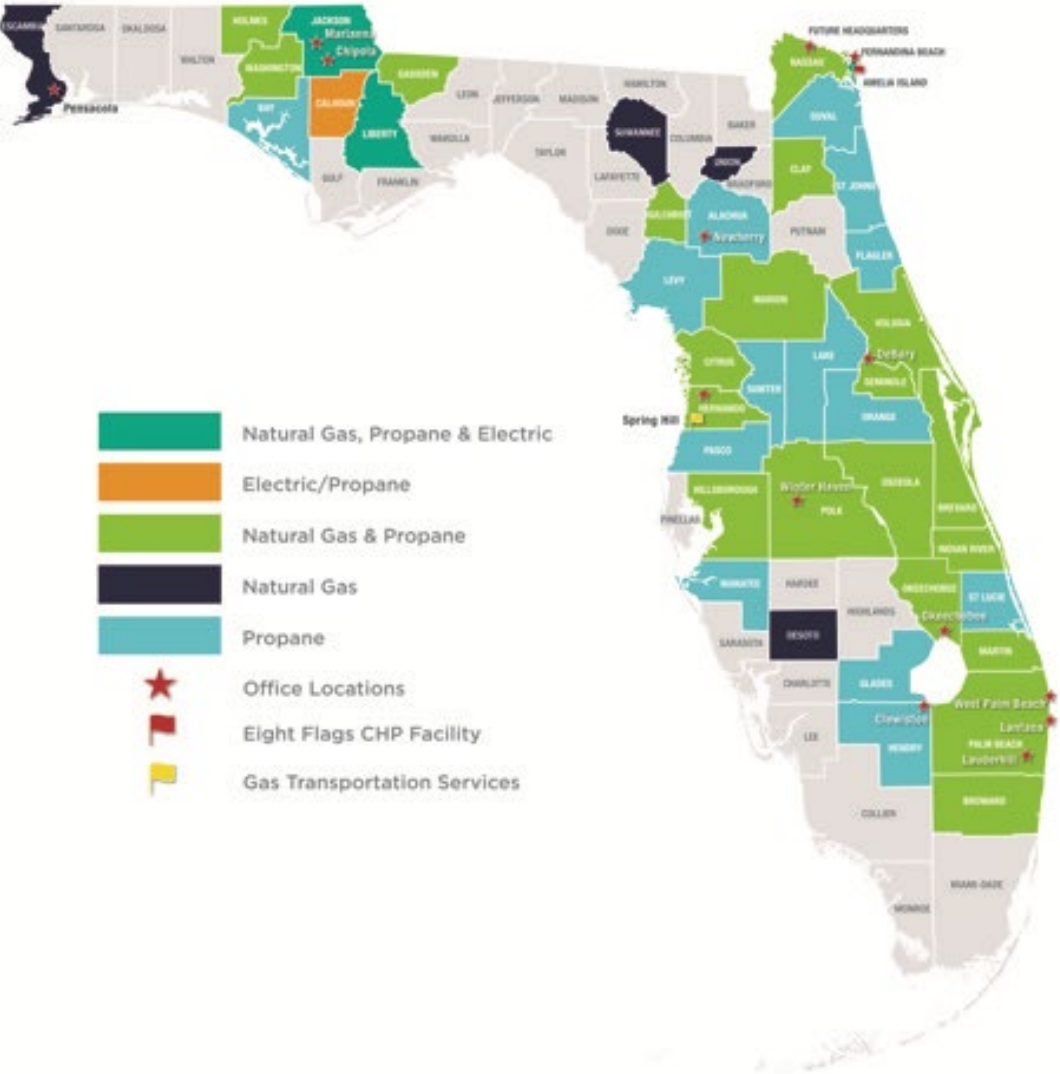 ESCAMBIA
SANTA ROSA
OKALOOSA
WALTON
HOLMES
JACKSON
Marianna
Chipola
WASHINGTON
BAY
CALHOUN
LIBERTY
GADSDEN
GULF
FRANKLIN
LEON
WAKULLA
JEFFERSON
MADISON
TAYLOR
HAMILTON
SUWANNEE
LAFAYETTE
DIXIE
COLUMBIA
BAKER
UNION
BRADFORD
Pensacola
FUTURE HEADQUARTERS
FERNANDINA BEACH
NASSAU
AMELIA ISLAND
DUVAL
CLAY
ST JOHNS
GILCHRIST
ALACHUA
Newberry
PUTNAM
FLAGLER
LEVY
MARION
VOLUSIA
CITRUS
SUMTER
LAKE
DeBary
SEMINOLE
HERNANDO
Spring Hill
ORANGE
PASCO
HILLSBOROUGH
Winter Haven
POLK
OSCEOLA
BREVARD
PINELLAS
INDIAN RIVER
MANATEE
HARDEE
HIGHLANDS
OKEECHOBEE
Okeechobee
ST LUCIE
SARASOTA
DESOTO
MARTIN
CHARLOTTE
GLADES
Clewiston
West Palm Beach
Lantana
LEE
HENDRY
PALM BEACH
Lauderhill
COLLIER
BROWARD
MONROE
MIAMI-DADE
Natural Gas, Propane & Electric
Electric/Propane
Natural Gas & Propane
Natural Gas
Propane
Office Locations
Eight Flags CHP Facility
Gas Transportation Services